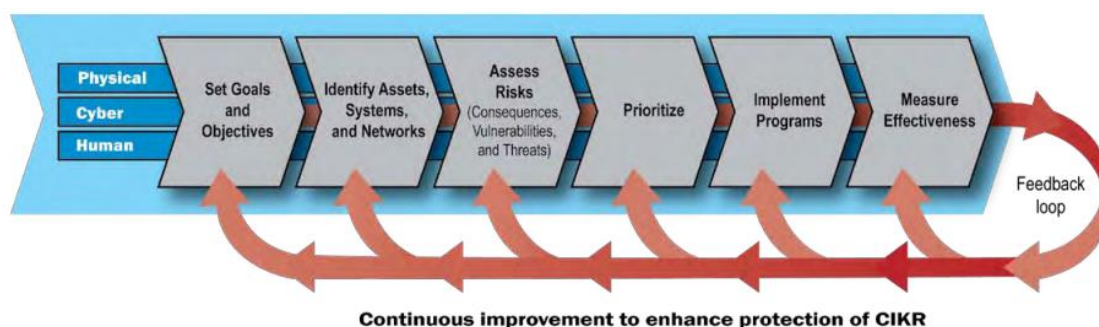 Physical
Cyber
Human
Set Goals
and
Objectives
Identify Assets,
Systems,
and Networks
Assess
Risks
(Consequences,
Vulnerabilities,
and Threats)
Prioritize
Implement
Programs
Measure
Effectiveness
Feedback
loop
Continuous improvement to enhance protection of CIKR